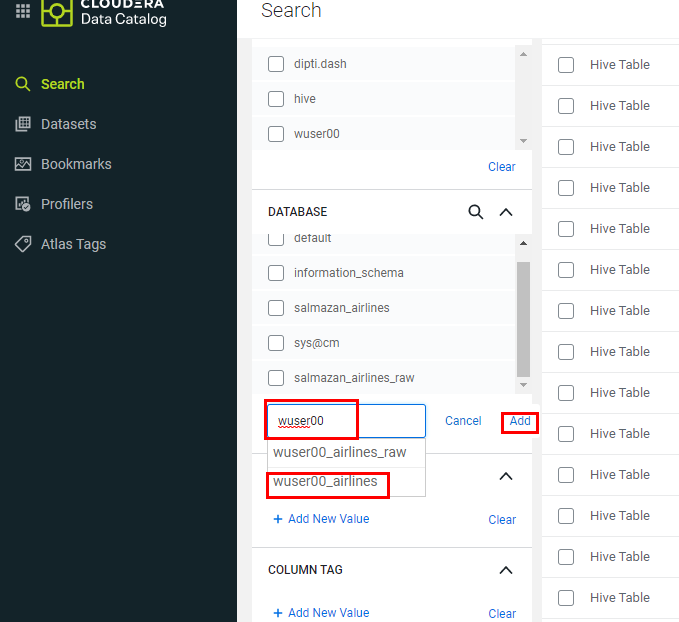 CLOUDERA
Data Catalog
Search
Datasets
Bookmarks
Profilers
Atlas Tags
Search
dipti.dash
hive
wuser00
Clear
DATABASE
default
information_schema
salmazan_airlines
sys@cm
salmazan_airlines_raw
wuser00
Cancel
Add
wuser00_airlines_raw
wuser00_airlines
+ Add New Value
Clear
COLUMN TAG
+ Add New Value
Clear
Hive Table
Hive Table
Hive Table
Hive Table
Hive Table
Hive Table
Hive Table
Hive Table
Hive Table
Hive Table
Hive Table
Hive Table
Hive Table
Hive Table